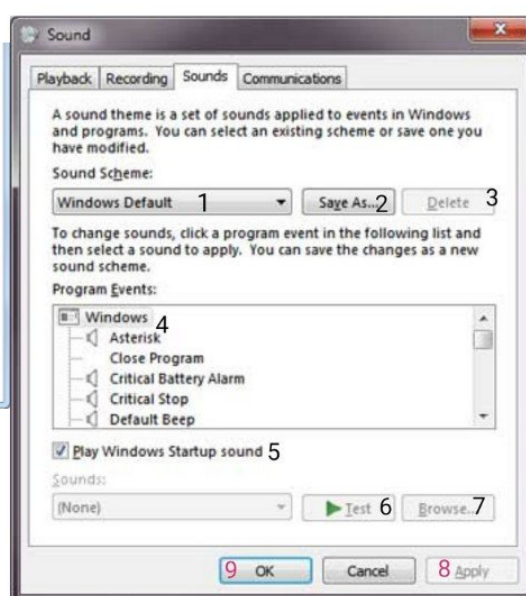 Sound
Playback Recording Sounds Communications
A sound theme is a set of sounds applied to events in Windows
and programs. You can select an existing scheme or save one you
have modified.
Sound Scheme:
Windows Default 1 Save As... 2 Delete 3
To change sounds, click a program event in the following list and
then select a sound to apply. You can save the changes as a new
sound scheme.
Program Events:
Windows 4
Asterisk
Close Program
Critical Battery Alarm
Critical Stop
Default Beep
Play Windows Startup sound 5
Sounds:
(None) Test 6 Browse... 7
9 OK Cancel 8 Apply